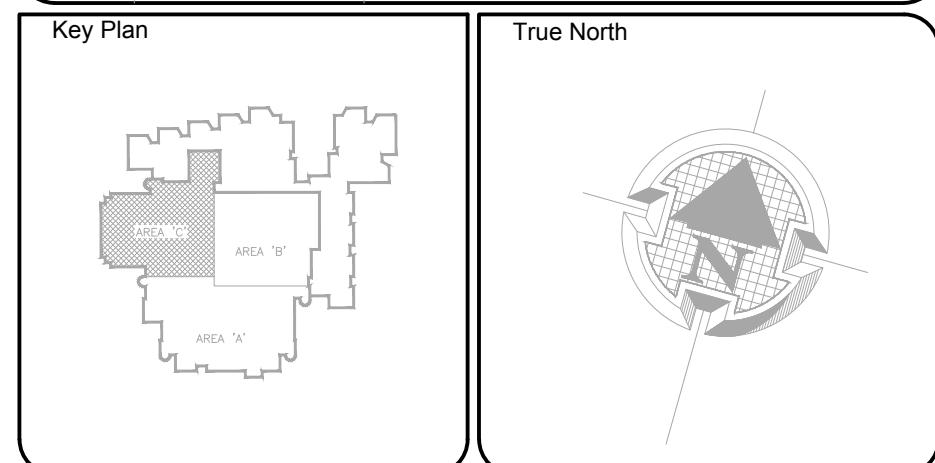 Key Plan
AREA 'C'
AREA 'B'
AREA 'A'
True North
N